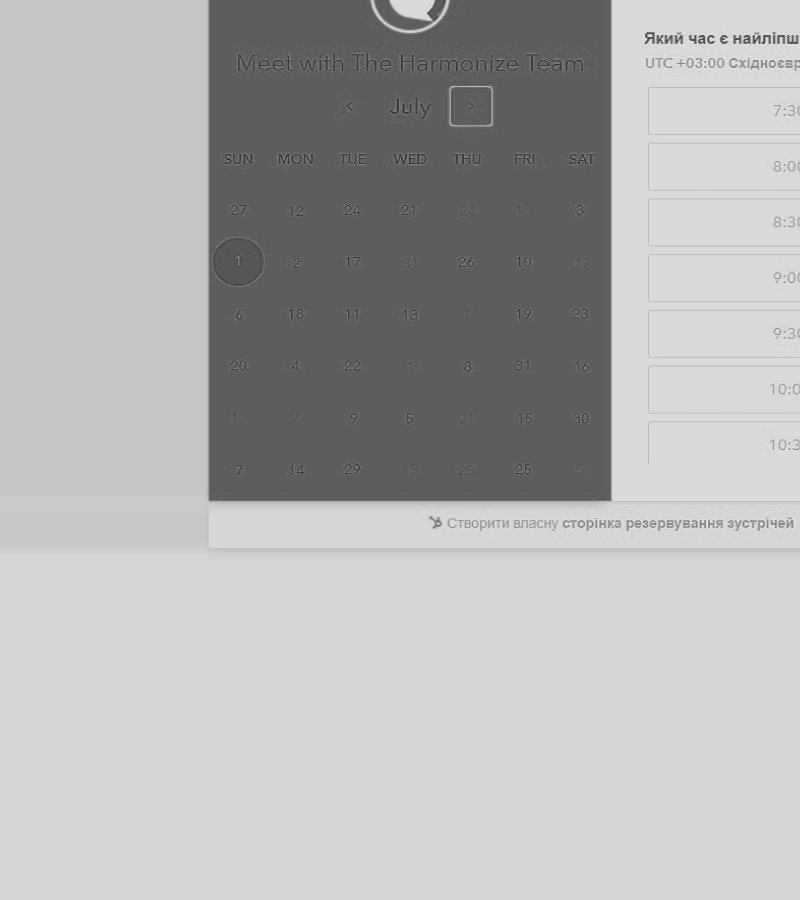 Meet with The Harmonize Team
< July >
SUN MON TUE WED THU FRI SAT
27 12 24 21 24 13 3
1 2 17 31 26 10 17
6 18 11 13 1 19 23
20 4 22 1 8 31 16
13 7 9 5 21 15 30
7 14 29 15 25 25
Який час є найліпш
UTC +03:00 Східноєвр
7:30
8:00
8:30
9:00
9:30
10:0
10:3
Створити власну сторінка резервування зустрічей